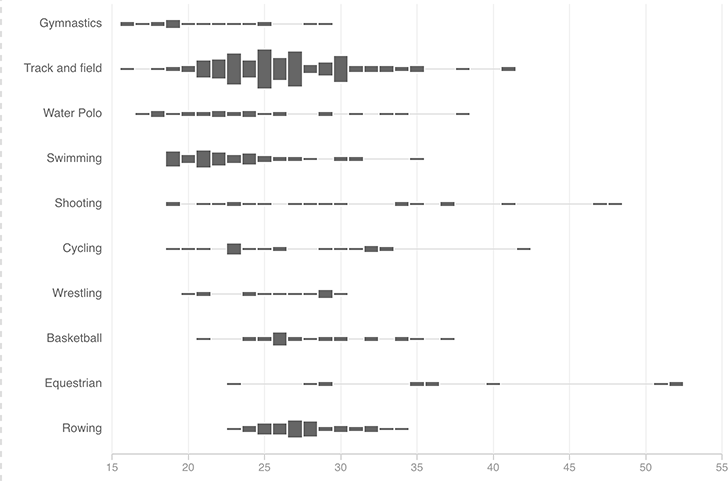 Gymnastics
Track and field
Water Polo
Swimming
Shooting
Cycling
Wrestling
Basketball
Equestrian
Rowing
15 20 25 30 35 40 45 50 55